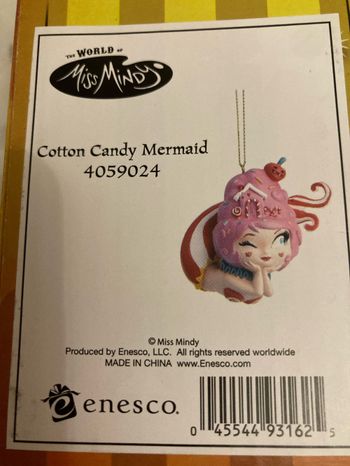 THE WORLD OF
Miss Mindy
Cotton Candy Mermaid
4059024
© Miss Mindy
Produced by Enesco, LLC. All rights reserved worldwide
MADE IN CHINA www.Enesco.com
enesco.
0 45544 93162 5